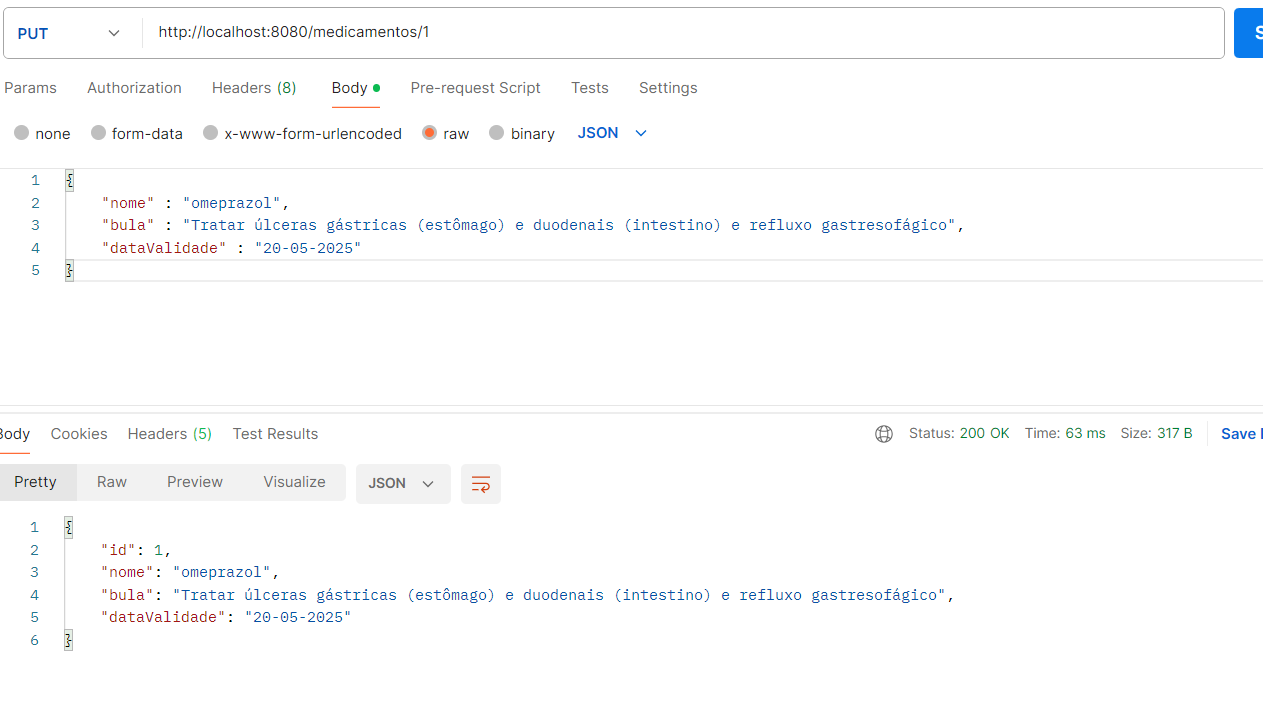 PUT http://localhost:8080/medicamentos/1 S
Params Authorization Headers (8) Body Pre-request Script Tests Settings
none form-data x-www-form-urlencoded raw binary JSON
1 {
2 "nome" : "omeprazol",
3 "bula" : "Tratar úlceras gástricas (estômago) e duodenais (intestino) e refluxo gastresofágico",
4 "dataValidade" : "20-05-2025"
5 }
Body Cookies Headers (5) Test Results Status: 200 OK Time: 63 ms Size: 317 B Save
Pretty Raw Preview Visualize JSON
1 {
2 "id": 1,
3 "nome": "omeprazol",
4 "bula": "Tratar úlceras gástricas (estômago) e duodenais (intestino) e refluxo gastresofágico",
5 "dataValidade": "20-05-2025"
6 }